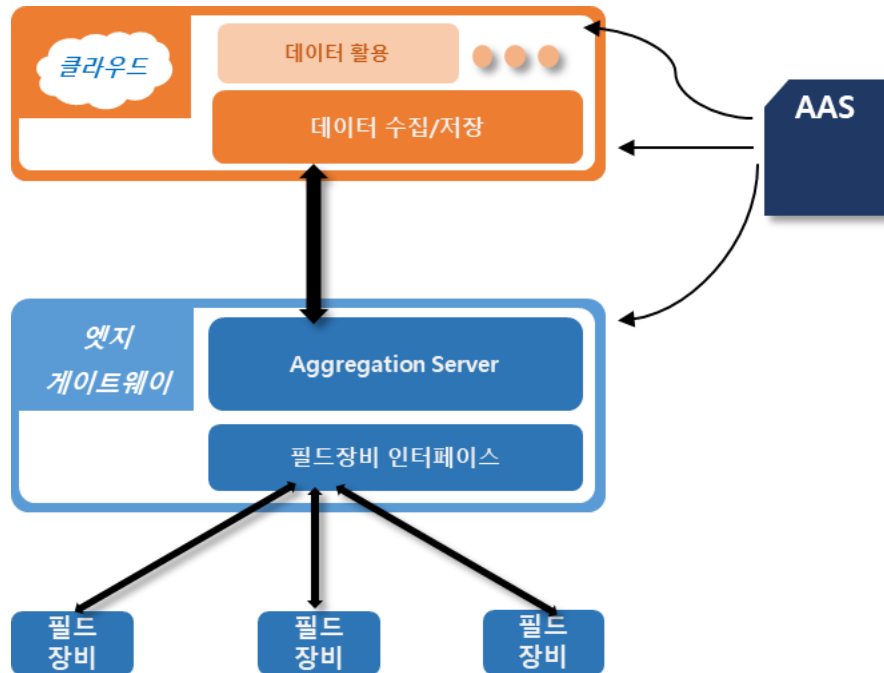 클라우드
데이터 활용
데이터 수집/저장
AAS
엣지
게이트웨이
Aggregation Server
필드장비 인터페이스
필드
장비
필드
장비
필드
장비